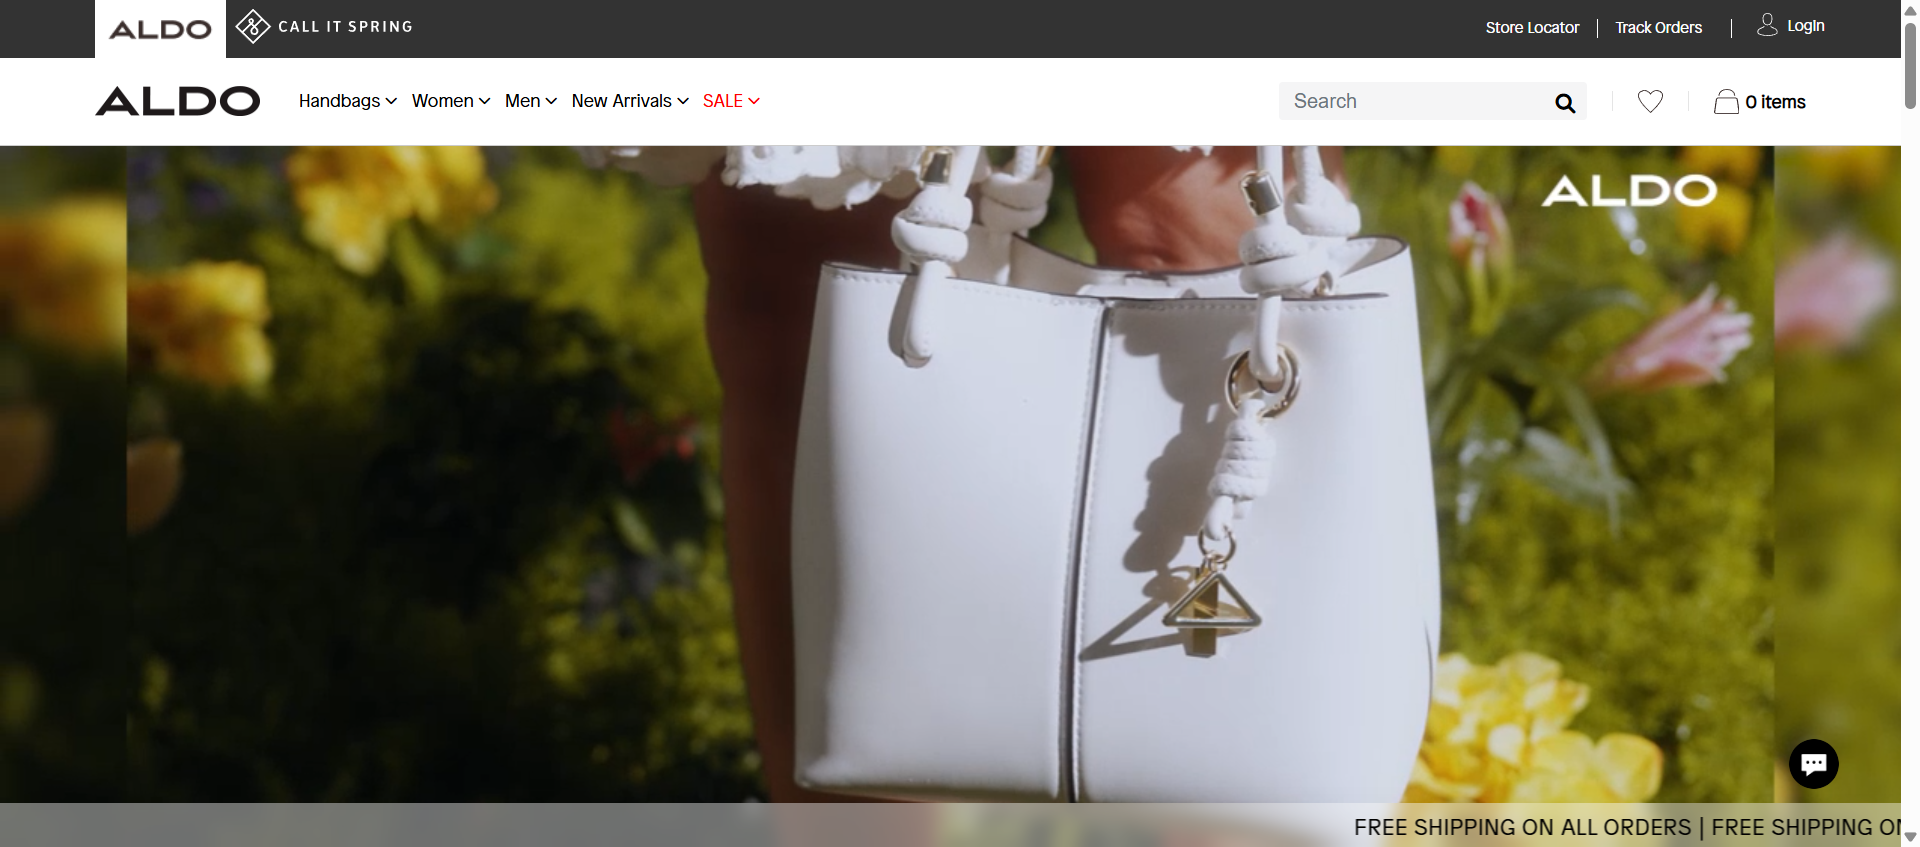 ALDO
CALL IT SPRING
Store Locator
Track Orders
Login
ALDO
Handbags
Women
Men
New Arrivals
SALE
Search
0 items
ALDO
FREE SHIPPING ON ALL ORDERS | FREE SHIPPING ON